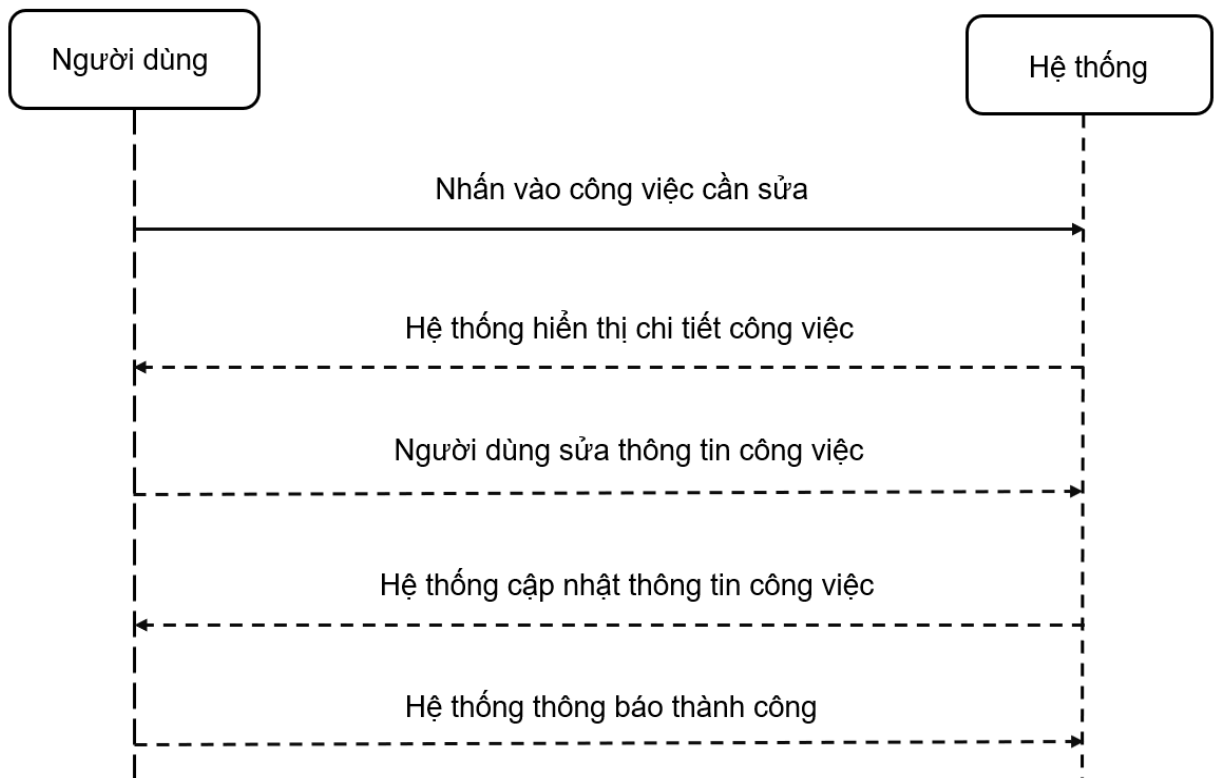 Người dùng
Hệ thống
Nhấn vào công việc cần sửa
Hệ thống hiển thị chi tiết công việc
Người dùng sửa thông tin công việc
Hệ thống cập nhật thông tin công việc
Hệ thống thông báo thành công